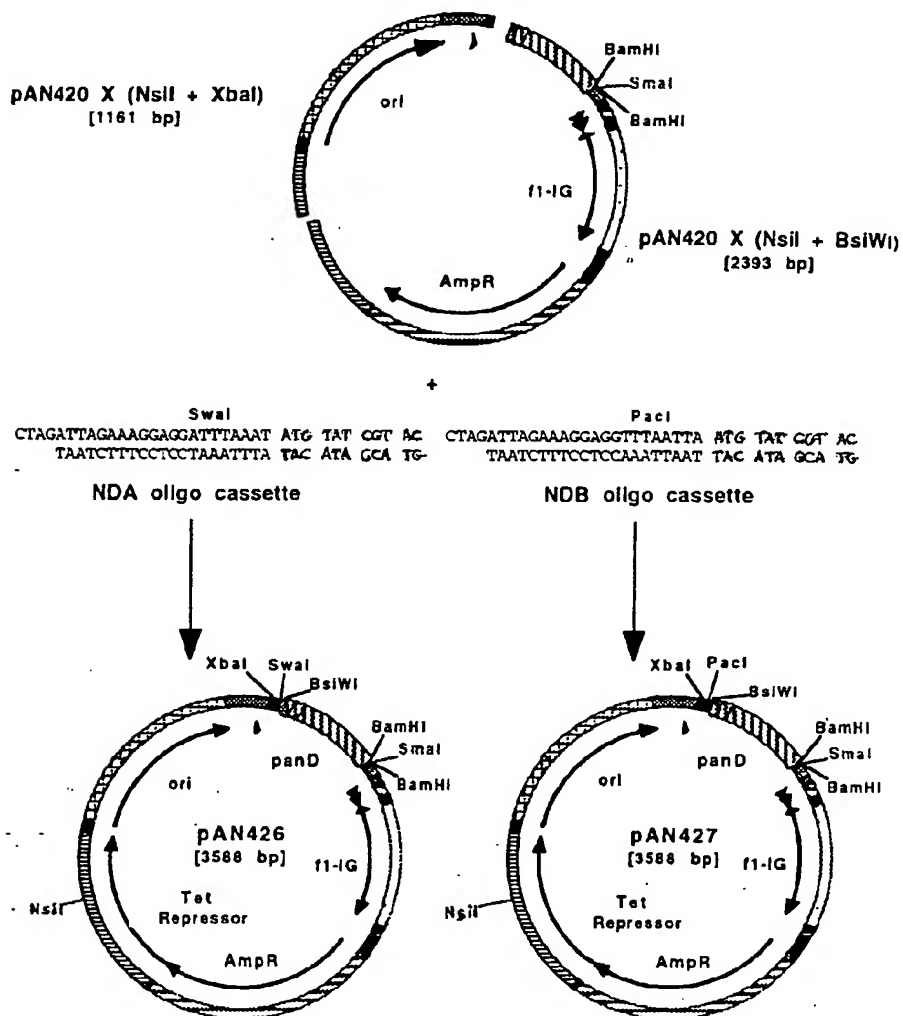 BamHI
SmaI
BamHI
pAN420 X (NsiI + XbaI)
[1161 bp]
ori
f1-IG
pAN420 X (NsiI + BsiWI)
[2393 bp]
AmpR
+
SwaI
CTAGATTAGAAAGGAGGATTTAAAT ATG TAT CGT AC
TAATCTTTCCTCCTAAATTTA TAC ATA GCA TG
NDA oligo cassette
PacI
CTAGATTAGAAAGGAGGTTTAATTA ATG TAT CGT AC
TAATCTTTCCTCCAAATTAAT TAC ATA GCA TG
NDB oligo cassette
XbaI
SwaI
BsiWI
BamHI
SmaI
BamHI
panD
ori
pAN426
[3588 bp]
f1-IG
NsiI
Tet
Repressor
AmpR
XbaI
PacI
BsiWI
BamHI
SmaI
BamHI
panD
ori
pAN427
[3588 bp]
f1-IG
NsiI
Tet
Repressor
AmpR